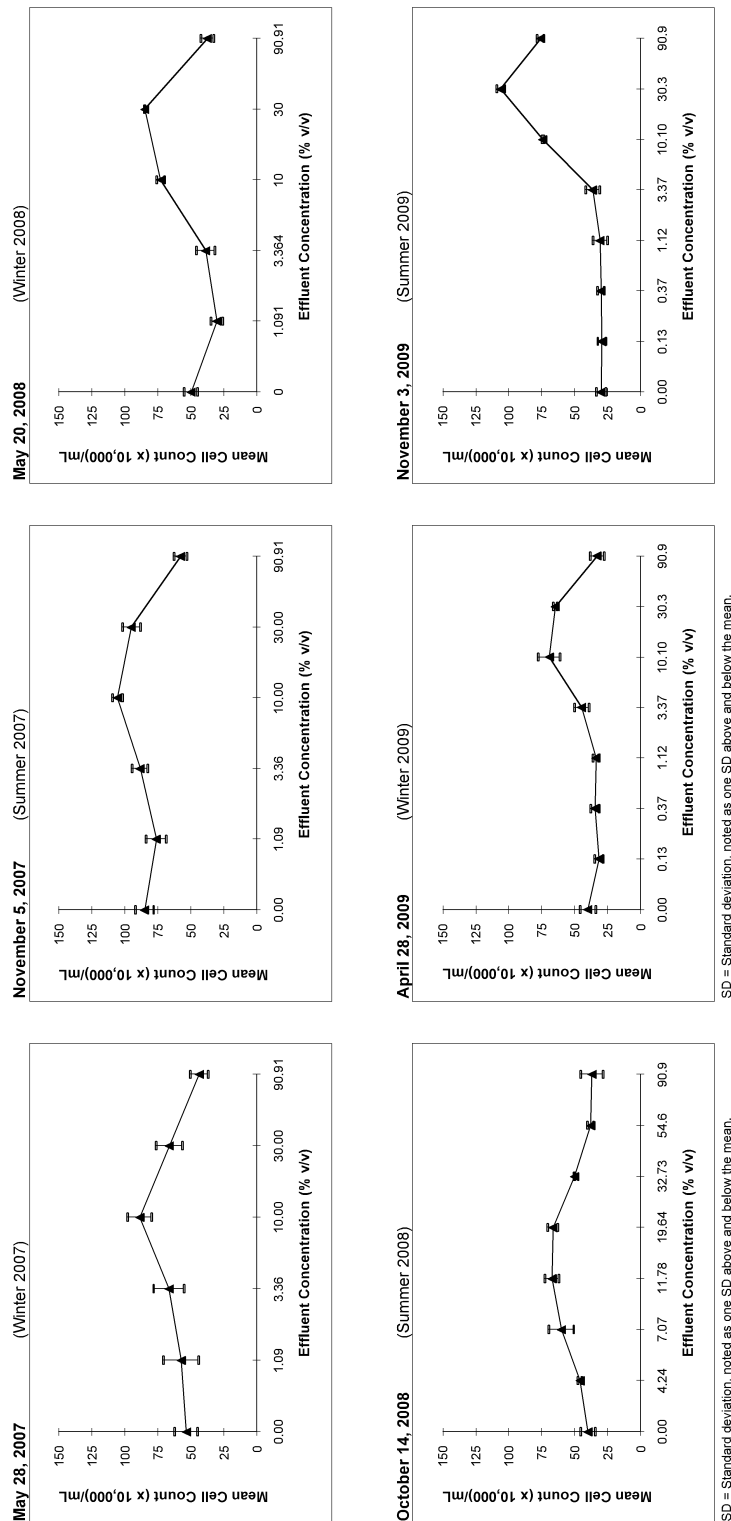 May 28, 2007 (Winter 2007)
150
125
100
75
50
25
0
Mean Cell Count (x 10,000)/mL
0.00 1.09 3.36 10.00 30.00 90.91
Effluent Concentration (% v/v)
November 5, 2007 (Summer 2007)
150
125
100
75
50
25
0
Mean Cell Count (x 10,000)/mL
0.00 1.09 3.36 10.00 30.00 90.91
Effluent Concentration (% v/v)
May 20, 2008 (Winter 2008)
150
125
100
75
50
25
0
Mean Cell Count (x 10,000)/mL
0 1.091 3.364 10 30 90.91
Effluent Concentration (% v/v)
October 14, 2008 (Summer 2008)
150
125
100
75
50
25
0
Mean Cell Count (x 10,000)/mL
0.00 4.24 7.07 11.78 19.64 32.73 54.6 90.9
Effluent Concentration (% v/v)
April 28, 2009 (Winter 2009)
150
125
100
75
50
25
0
Mean Cell Count (x 10,000)/mL
0.00 0.13 0.37 1.12 3.37 10.10 30.3 90.9
Effluent Concentration (% v/v)
November 3, 2009 (Summer 2009)
150
125
100
75
50
25
0
Mean Cell Count (x 10,000)/mL
0.00 0.13 0.37 1.12 3.37 10.10 30.3 90.9
Effluent Concentration (% v/v)
SD = Standard deviation, noted as one SD above and below the mean.
SD = Standard deviation, noted as one SD above and below the mean.